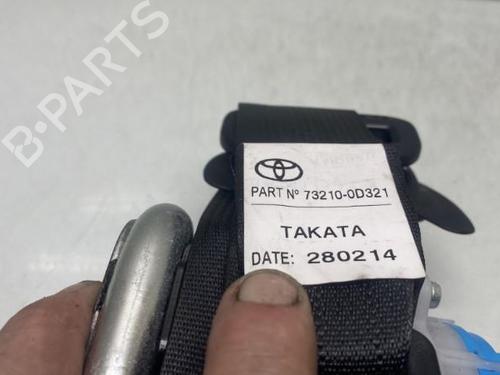 B-PARTS
PART Nº 73210-0D321
TAKATA
DATE: 280214